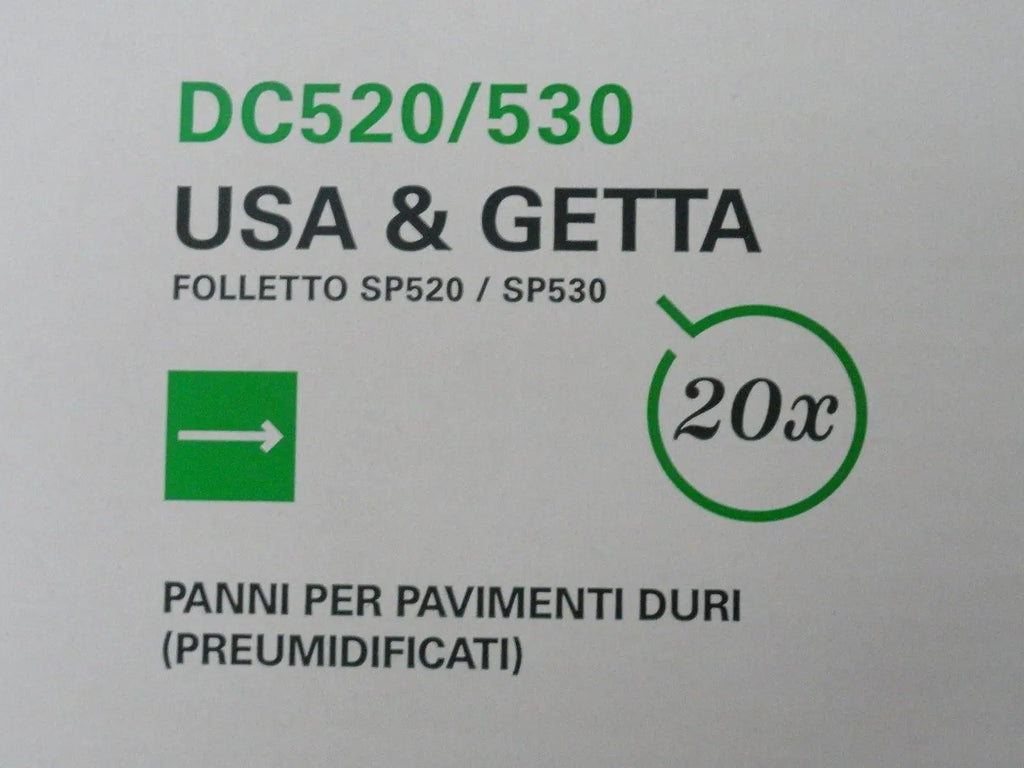 DC520/530
USA & GETTA
FOLLETTO SP520 / SP530
20x
PANNI PER PAVIMENTI DURI
(PREUMIDIFICATI)